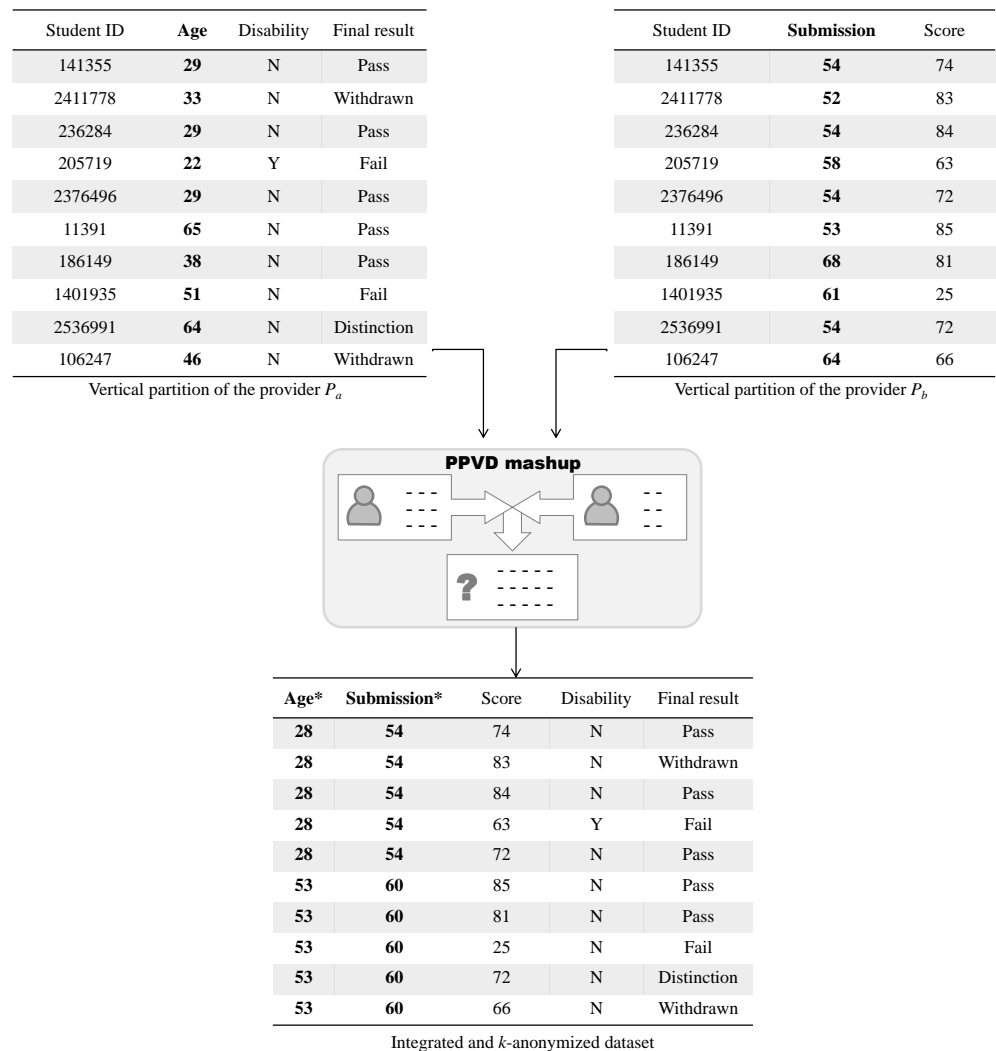 Student ID Age Disability Final result
141355 29 N Pass
2411778 33 N Withdrawn
236284 29 N Pass
205719 22 Y Fail
2376496 29 N Pass
11391 65 N Pass
186149 38 N Pass
1401935 51 N Fail
2536991 64 N Distinction
106247 46 N Withdrawn
Vertical partition of the provider Pa
Student ID Submission Score
141355 54 74
2411778 52 83
236284 54 84
205719 58 63
2376496 54 72
11391 53 85
186149 68 81
1401935 61 25
2536991 54 72
106247 64 66
Vertical partition of the provider Pb
PPVD mashup
?
Age* Submission* Score Disability Final result
28 54 74 N Pass
28 54 83 N Withdrawn
28 54 84 N Pass
28 54 63 Y Fail
28 54 72 N Pass
53 60 85 N Pass
53 60 81 N Pass
53 60 25 N Fail
53 60 72 N Distinction
53 60 66 N Withdrawn
Integrated and k-anonymized dataset